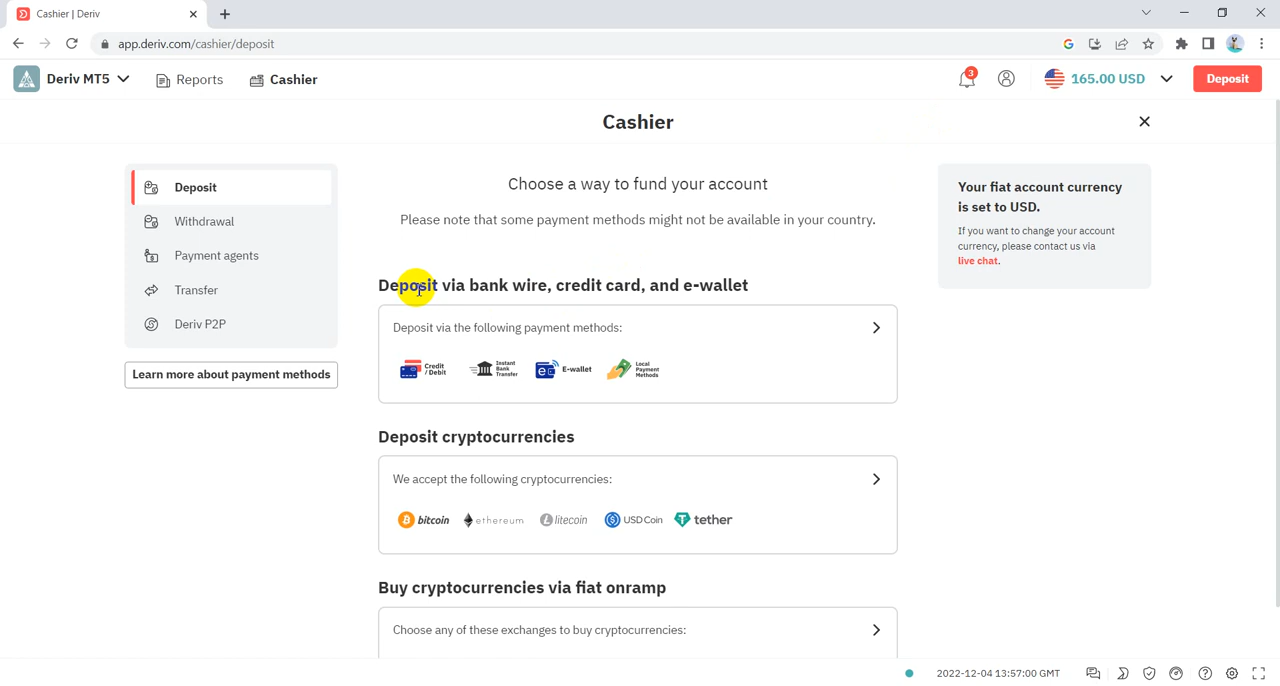 Cashier | Deriv
app.deriv.com/cashier/deposit
Deriv MT5
Reports
Cashier
3
165.00 USD
Deposit
Cashier
Deposit
Withdrawal
Payment agents
Transfer
Deriv P2P
Learn more about payment methods
Choose a way to fund your account
Please note that some payment methods might not be available in your country.
Deposit via bank wire, credit card, and e-wallet
Deposit via the following payment methods:
Credit
/ Debit
Instant
Bank
Transfer
E-wallet
Local
Payment
Methods
Deposit cryptocurrencies
We accept the following cryptocurrencies:
bitcoin
ethereum
litecoin
USD Coin
tether
Buy cryptocurrencies via fiat onramp
Choose any of these exchanges to buy cryptocurrencies:
Your fiat account currency
is set to USD.
If you want to change your account
currency, please contact us via
live chat.
2022-12-04 13:57:00 GMT